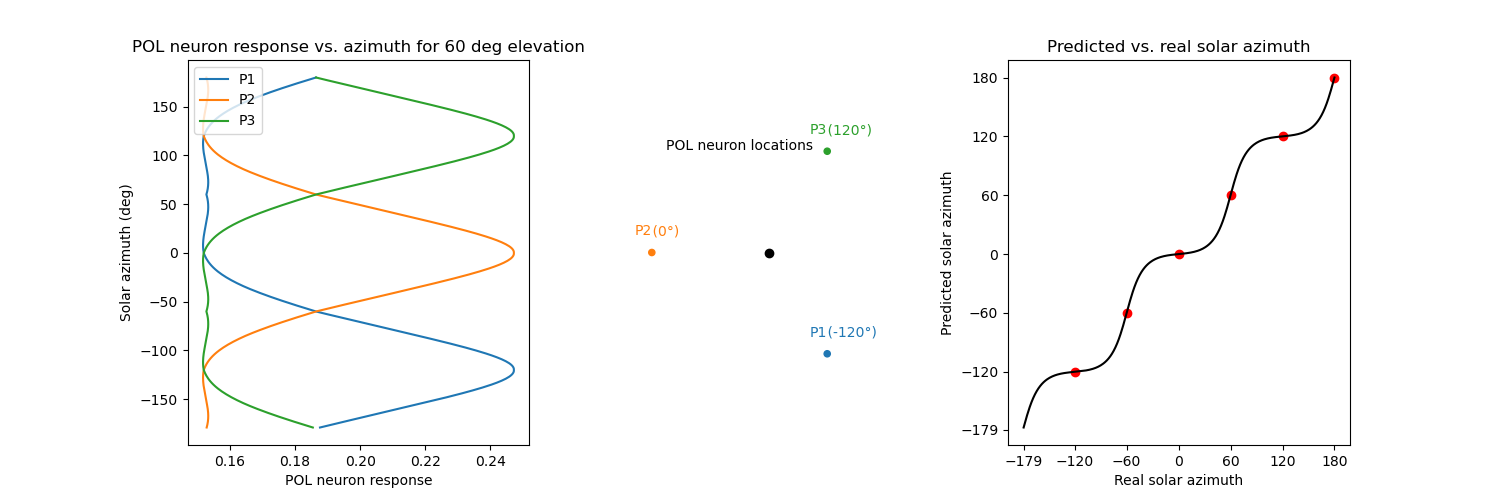 POL neuron response vs. azimuth for 60 deg elevation
P1
P2
P3
150
100
50
0
−50
−100
−150
Solar azimuth (deg)
0.16 0.18 0.20 0.22 0.24
POL neuron response
P3(120°)
POL neuron locations
P2(0°)
P1(-120°)
Predicted vs. real solar azimuth
180
120
60
0
−60
−120
−179
Predicted solar azimuth
−179 −120 −60 0 60 120 180
Real solar azimuth